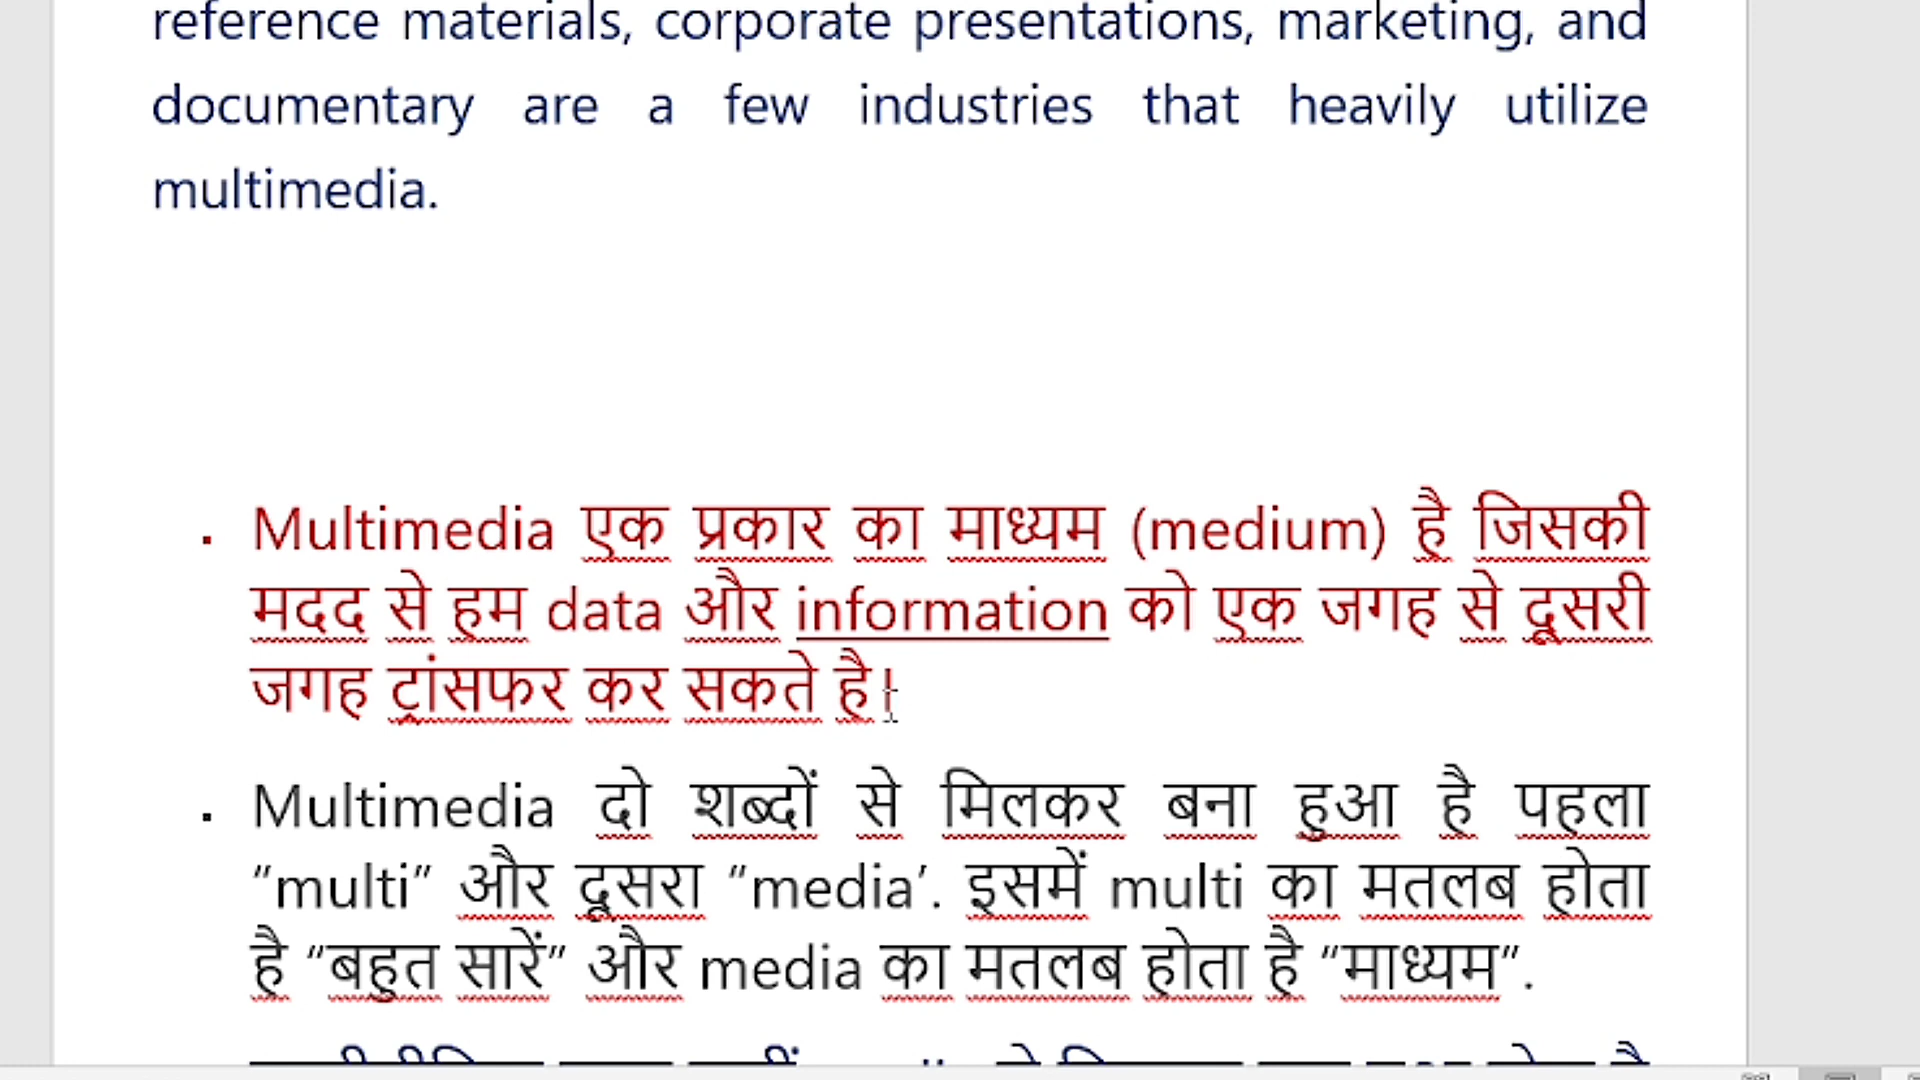 reference materials, corporate presentations, marketing, and
documentary are a few industries that heavily utilize
multimedia.
▪ Multimedia एक प्रकार का माध्यम (medium) है जिसकी
मदद से हम data और information को एक जगह से दूसरी
जगह ट्रांसफर कर सकते है।
▪ Multimedia दो शब्दों से मिलकर बना हुआ है पहला
“multi” और दूसरा “media’. इसमें multi का मतलब होता
है “बहुत सारें” और media का मतलब होता है “माध्यम”.